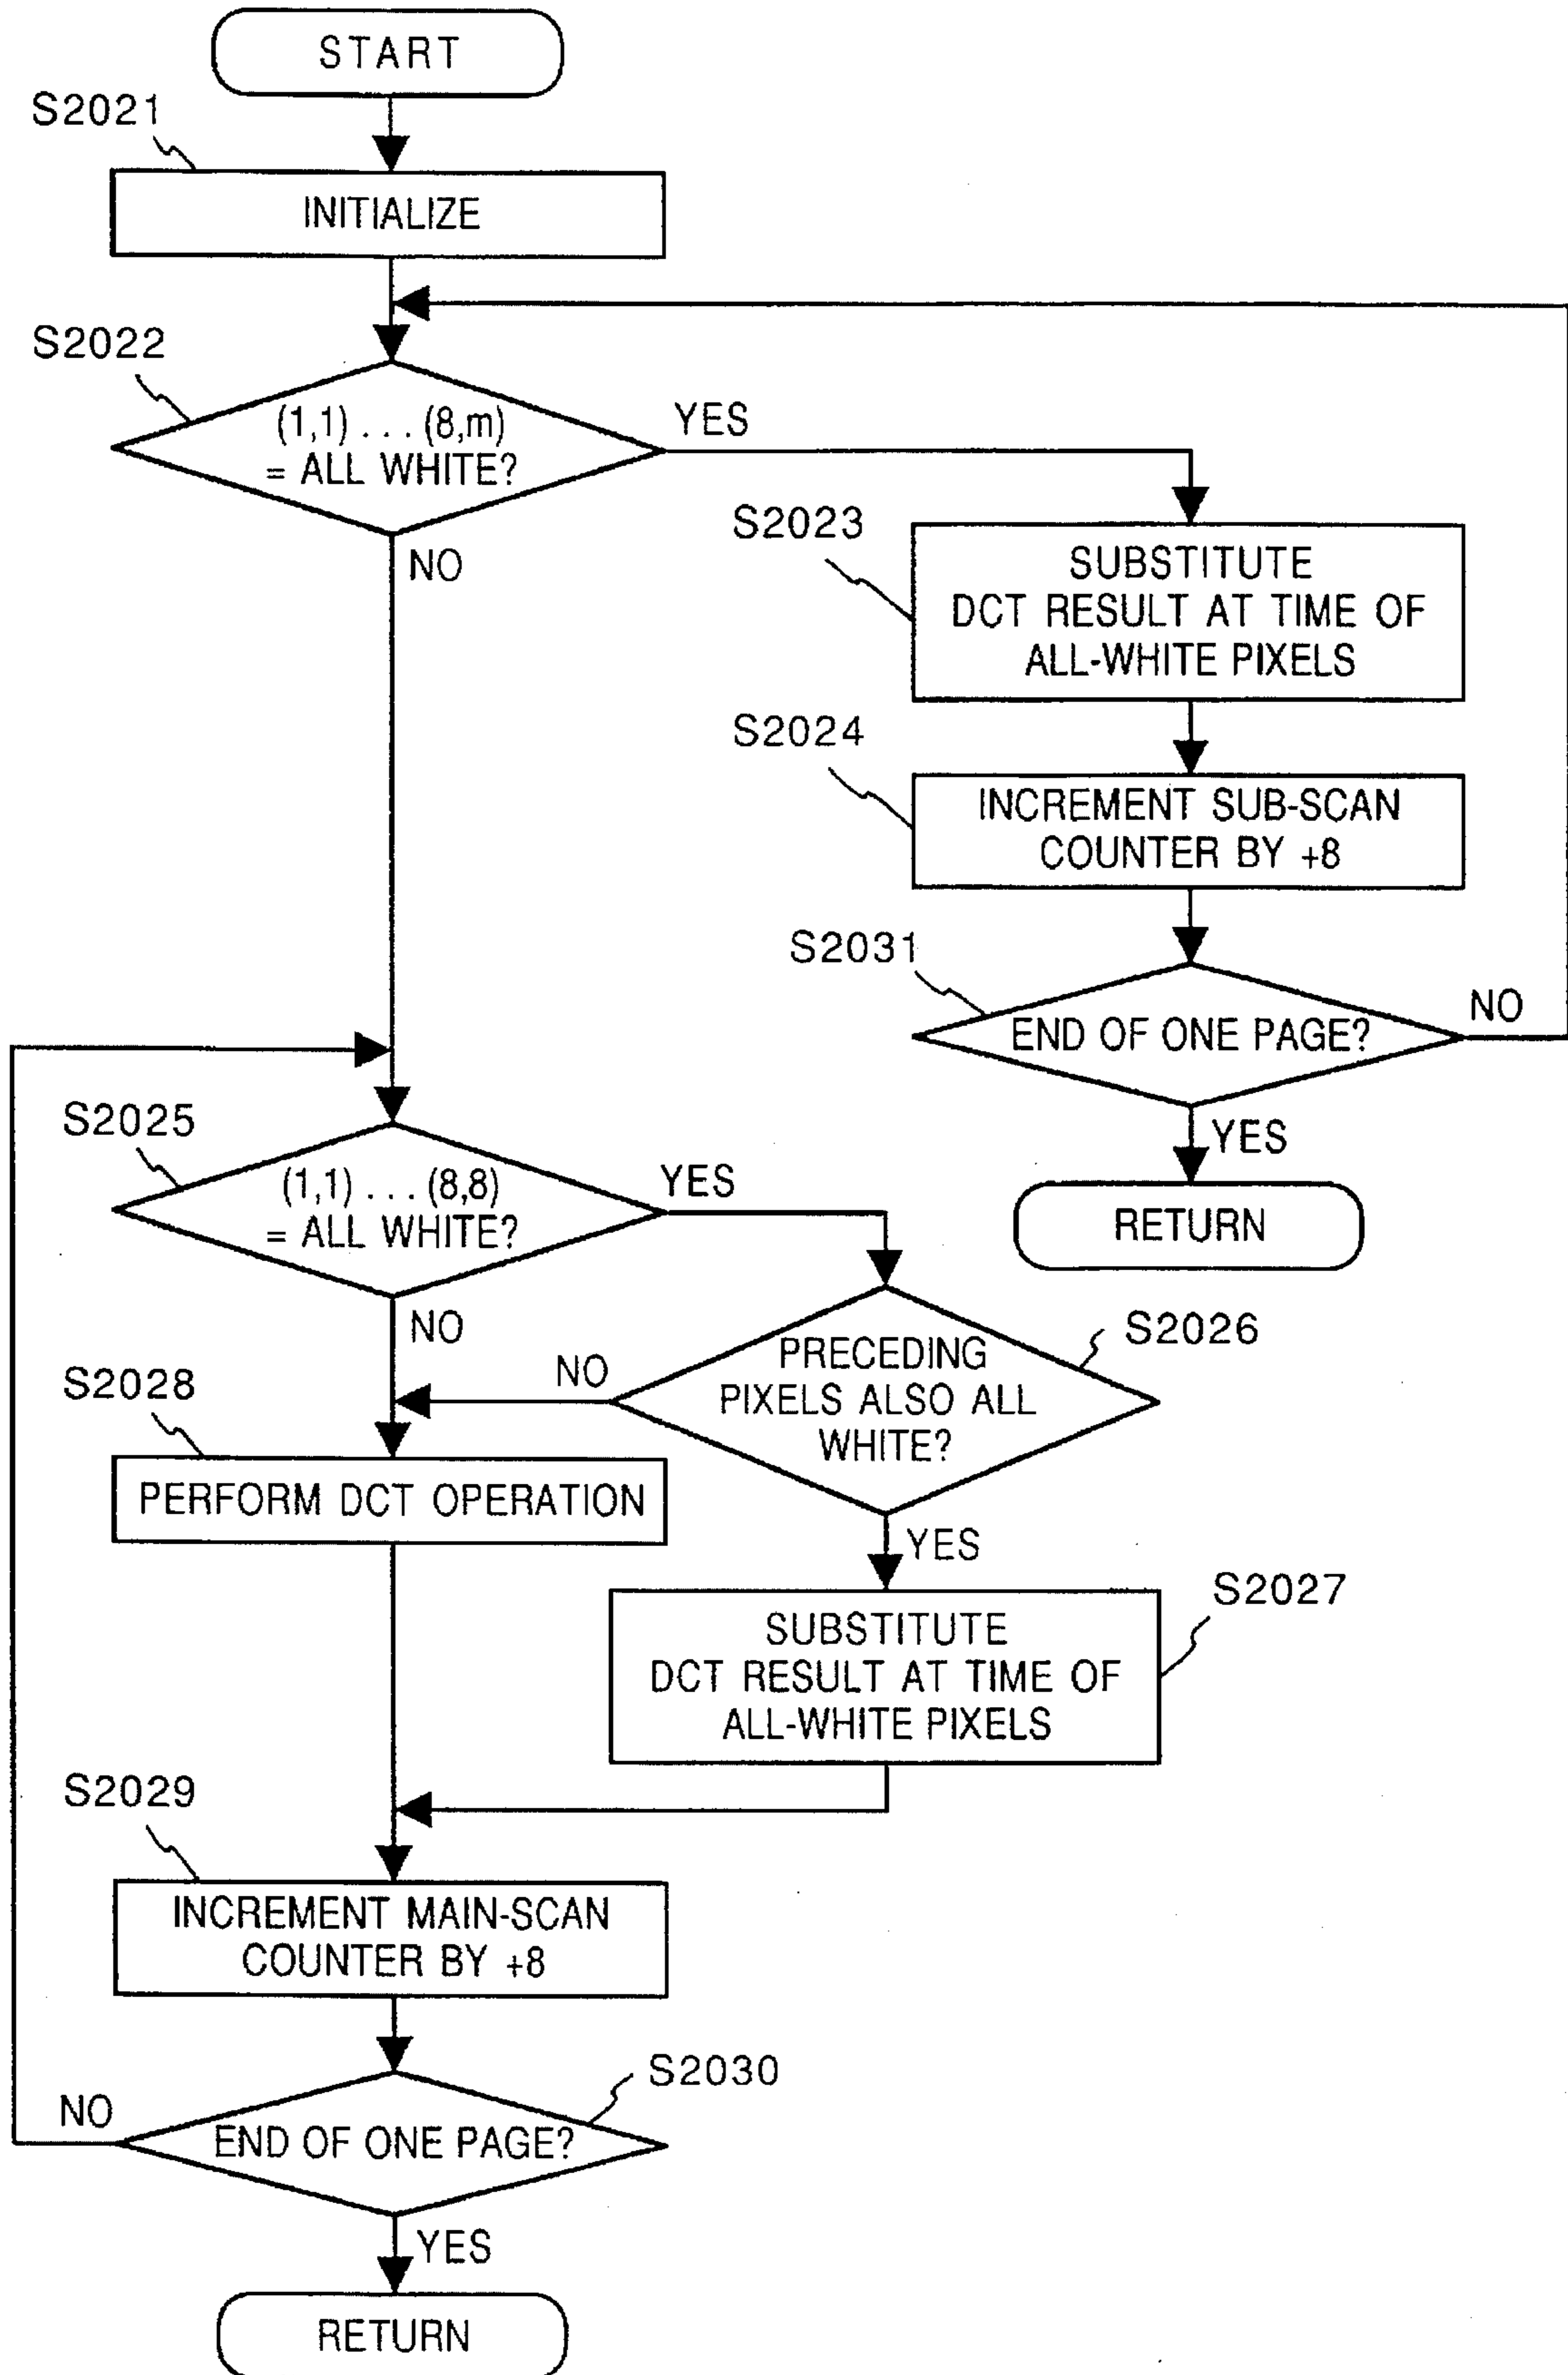 START
S2021
INITIALIZE
S2022
(1,1) . . . (8,m)
= ALL WHITE?
YES
NO
S2023
SUBSTITUTE
DCT RESULT AT TIME OF
ALL-WHITE PIXELS
S2024
INCREMENT SUB-SCAN
COUNTER BY +8
S2031
END OF ONE PAGE?
NO
YES
RETURN
S2025
(1,1) . . . (8,8)
= ALL WHITE?
YES
NO
S2026
PRECEDING
PIXELS ALSO ALL
WHITE?
NO
YES
S2028
PERFORM DCT OPERATION
S2027
SUBSTITUTE
DCT RESULT AT TIME OF
ALL-WHITE PIXELS
S2029
INCREMENT MAIN-SCAN
COUNTER BY +8
S2030
END OF ONE PAGE?
NO
YES
RETURN